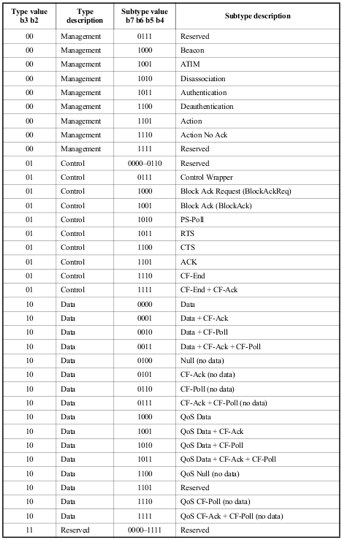 Type value b3 b2 Type description Subtype value b7 b6 b5 b4 Subtype description
00 Management 0111 Reserved
00 Management 1000 Beacon
00 Management 1001 ATIM
00 Management 1010 Disassociation
00 Management 1011 Authentication
00 Management 1100 Deauthentication
00 Management 1101 Action
00 Management 1110 Action No Ack
00 Management 1111 Reserved
01 Control 0000–0110 Reserved
01 Control 0111 Control Wrapper
01 Control 1000 Block Ack Request (BlockAckReq)
01 Control 1001 Block Ack (BlockAck)
01 Control 1010 PS-Poll
01 Control 1011 RTS
01 Control 1100 CTS
01 Control 1101 ACK
01 Control 1110 CF-End
01 Control 1111 CF-End + CF-Ack
10 Data 0000 Data
10 Data 0001 Data + CF-Ack
10 Data 0010 Data + CF-Poll
10 Data 0011 Data + CF-Ack + CF-Poll
10 Data 0100 Null (no data)
10 Data 0101 CF-Ack (no data)
10 Data 0110 CF-Poll (no data)
10 Data 0111 CF-Ack + CF-Poll (no data)
10 Data 1000 QoS Data
10 Data 1001 QoS Data + CF-Ack
10 Data 1010 QoS Data + CF-Poll
10 Data 1011 QoS Data + CF-Ack + CF-Poll
10 Data 1100 QoS Null (no data)
10 Data 1101 Reserved
10 Data 1110 QoS CF-Poll (no data)
10 Data 1111 QoS CF-Ack + CF-Poll (no data)
11 Reserved 0000–1111 Reserved